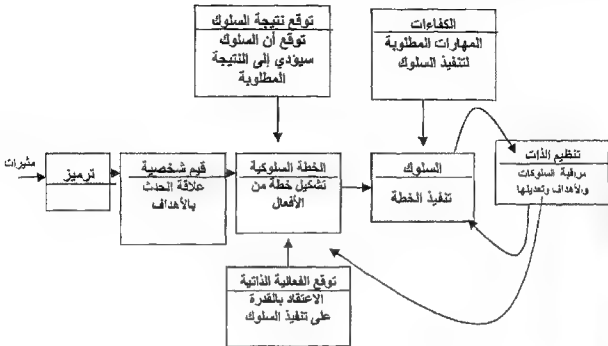 توقع نتيجة السلوك
توقع أن السلوك
سيؤدي إلى النتيجة
المطلوبة
الكفاءات
المهارات المطلوبة
لتنفيذ السلوك
مثيرات
ترميز
قيم شخصية
علاقة الحدث
بالأهداف
الخطة السلوكية
تشكيل خطة من
الأفعال
السلوك
تنفيذ الخطة
تنظيم الذات
مراقبة السلوكات
والأهداف وتعديلها
توقع الفعالية الذاتية
الاعتقاد بالقدرة
على تنفيذ السلوك